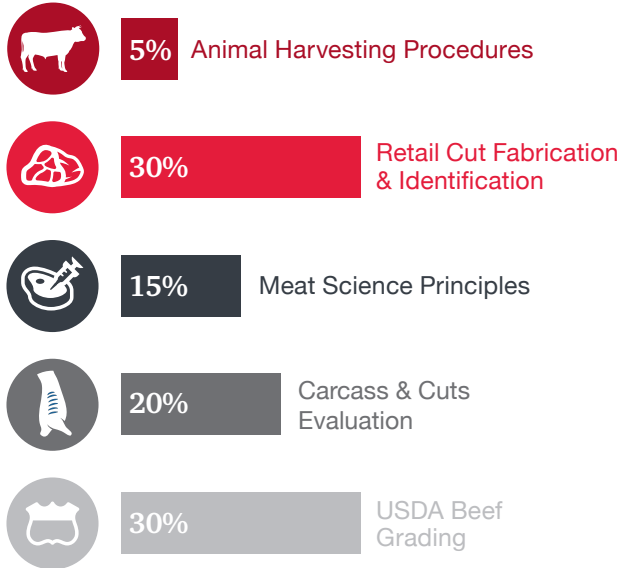 5% Animal Harvesting Procedures
30%
Retail Cut Fabrication
& Identification
15% Meat Science Principles
20%
Carcass & Cuts
Evaluation
30%
USDA Beef
Grading